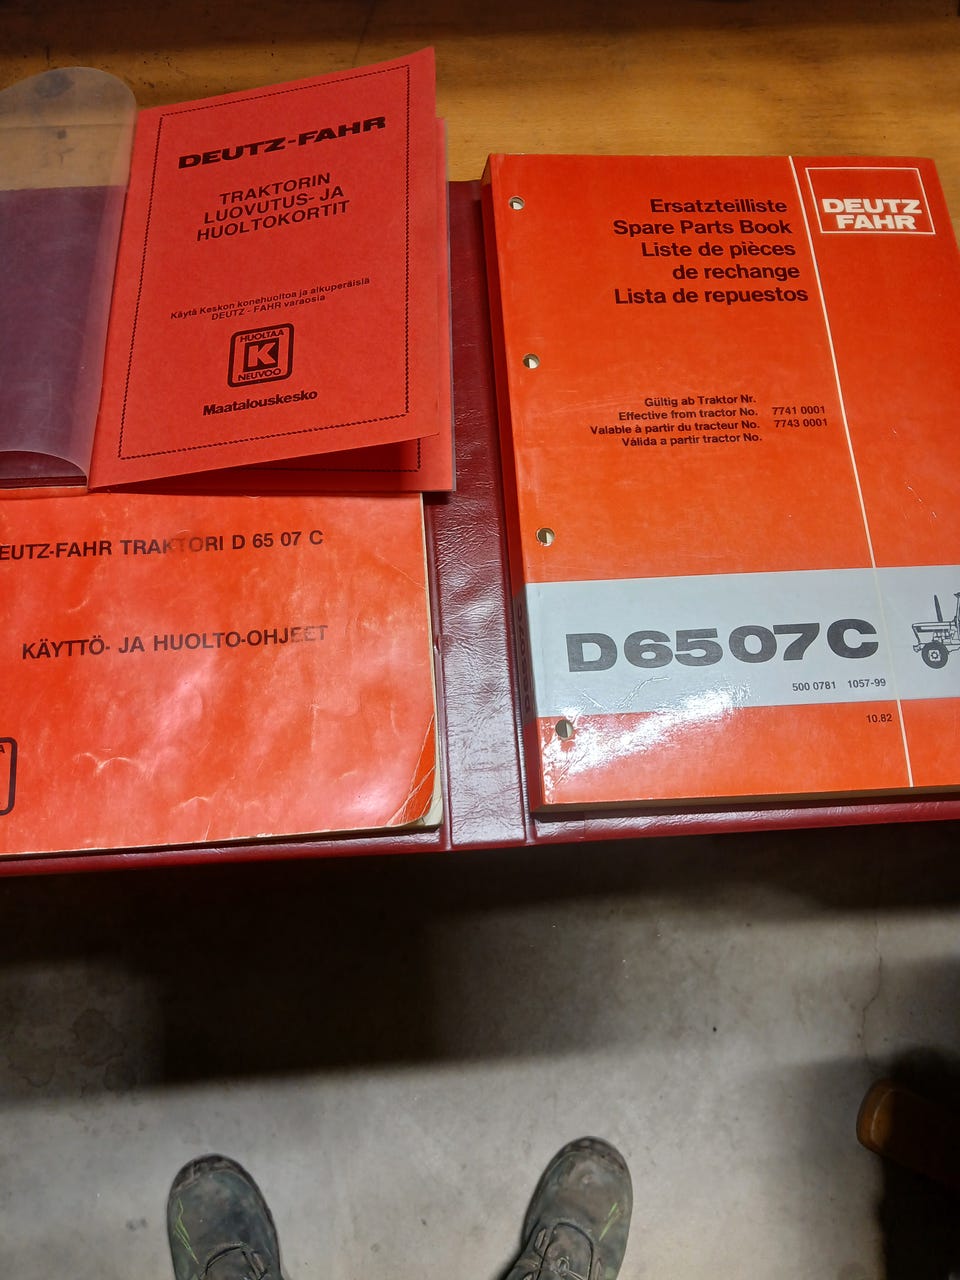 DEUTZ-FAHR
TRAKTORIN
LUOVUTUS- JA
HUOLTOKORTIT
Käytä Keskon konehuoltoa ja alkuperäisiä
DEUTZ - FAHR varaosia
HUOLTAA
K
NEUVOO
Maatalouskesko
EUTZ-FAHR TRAKTORI D 65 07 C
KÄYTTÖ- JA HUOLTO-OHJEET
A
DEUTZ
FAHR
Ersatzteilliste
Spare Parts Book
Liste de pièces
de rechange
Lista de repuestos
Gültig ab Traktor Nr.
Effective from tractor No. 7741 0001
Valable à partir du tracteur No. 7743 0001
Válida a partir tractor No.
D6507C
500 0781 1057-99
10.82